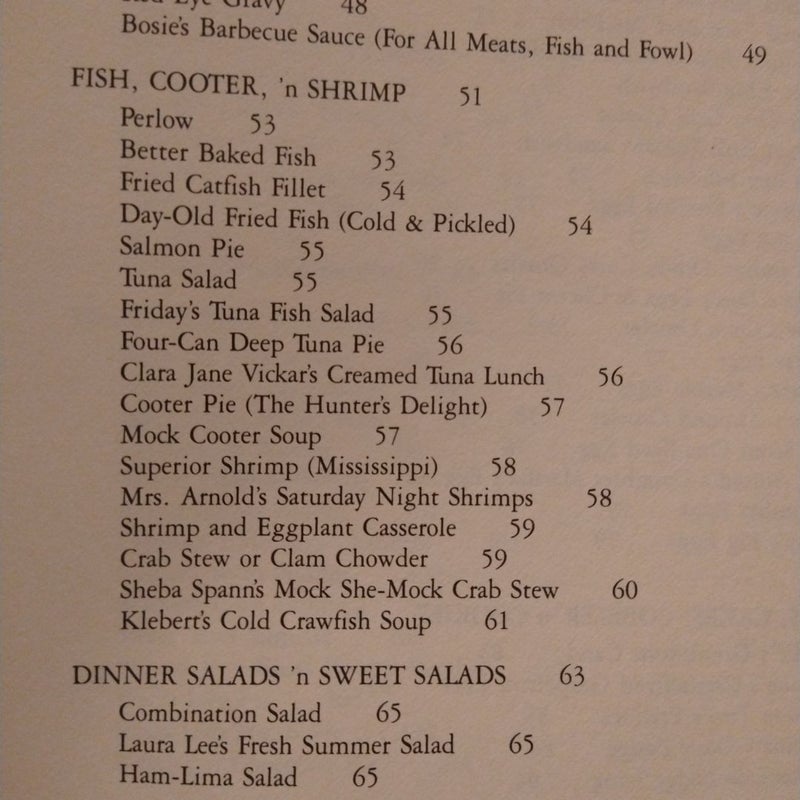 Red Eye Gravy 48
Bosie's Barbecue Sauce (For All Meats, Fish and Fowl) 49
FISH, COOTER, 'n SHRIMP 51
Perlow 53
Better Baked Fish 53
Fried Catfish Fillet 54
Day-Old Fried Fish (Cold & Pickled) 54
Salmon Pie 55
Tuna Salad 55
Friday's Tuna Fish Salad 55
Four-Can Deep Tuna Pie 56
Clara Jane Vickar's Creamed Tuna Lunch 56
Cooter Pie (The Hunter's Delight) 57
Mock Cooter Soup 57
Superior Shrimp (Mississippi) 58
Mrs. Arnold's Saturday Night Shrimps 58
Shrimp and Eggplant Casserole 59
Crab Stew or Clam Chowder 59
Sheba Spann's Mock She-Mock Crab Stew 60
Klebert's Cold Crawfish Soup 61
DINNER SALADS 'n SWEET SALADS 63
Combination Salad 65
Laura Lee's Fresh Summer Salad 65
Ham-Lima Salad 65